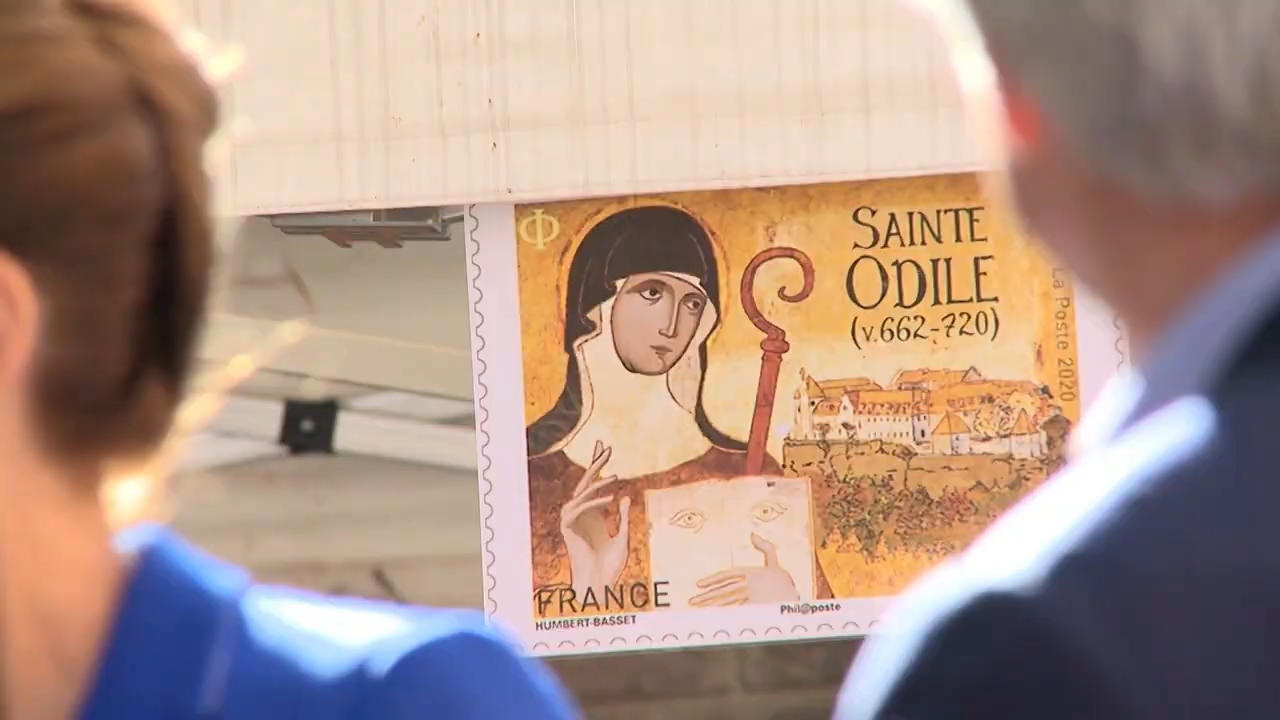 Φ
SAINTE
ODILE
(v.662-720)
La Poste 2020
FRANCE
HUMBERT-BASSET
Phil@poste